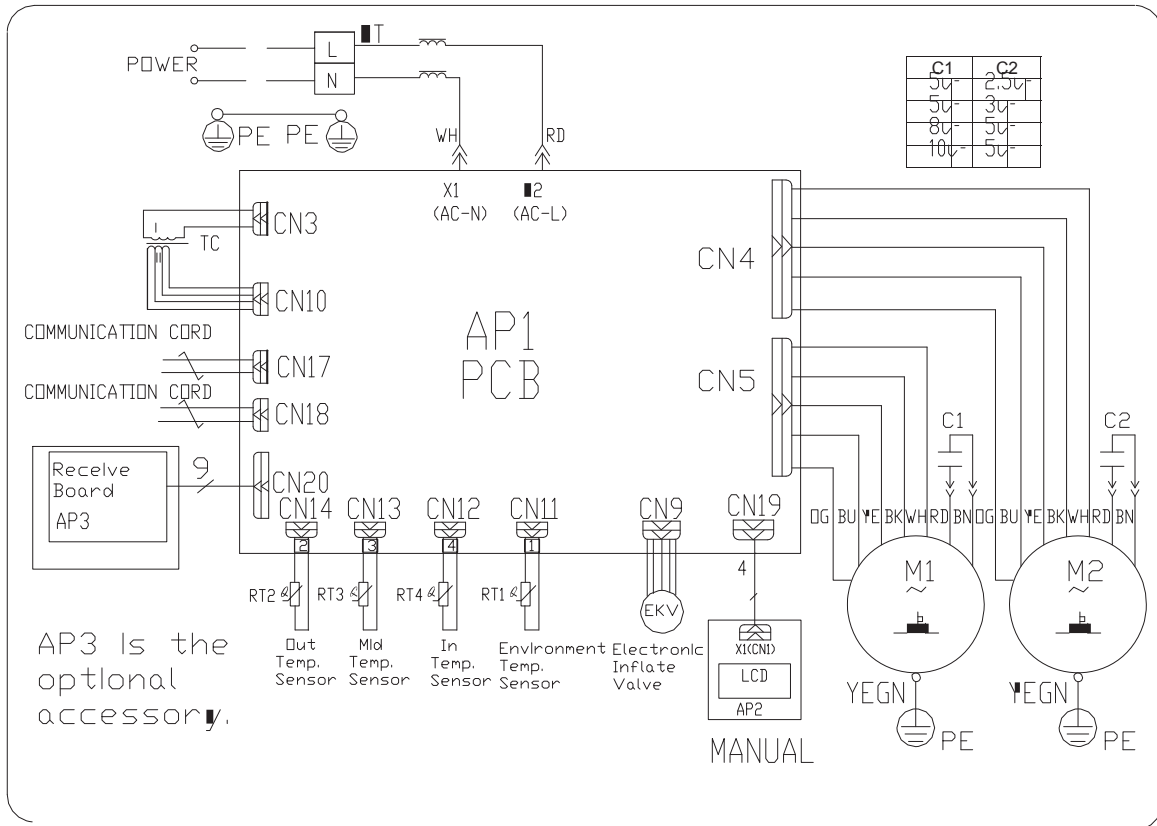 POWER
L
N
PE PE
WH
RD
C1 C2
5u- 2.5u-
5u- 3u-
8u- 5u-
10u- 5u-
X1
(AC-N)
2
(AC-L)
CN3
TC
CN10
COMMUNICATION CORD
CN17
COMMUNICATION CORD
CN18
AP1
PCB
CN4
CN5
Receive
Board
AP3
9
CN20
CN14
CN13
CN12
CN11
CN9
CN19
2
3
4
1
4
RT2
RT3
RT4
RT1
EKV
Out
Temp.
Sensor
Mid
Temp.
Sensor
In
Temp.
Sensor
Environment
Temp.
Sensor
Electronic
Inflate
Valve
X1(CN1)
LCD
AP2
MANUAL
C1
C2
OG BU YE BK WH RD BN
OG BU YE BK WH RD BN
M1
~
M2
~
YEGN
PE
YEGN
PE
AP3 Is the
optional
accessory.